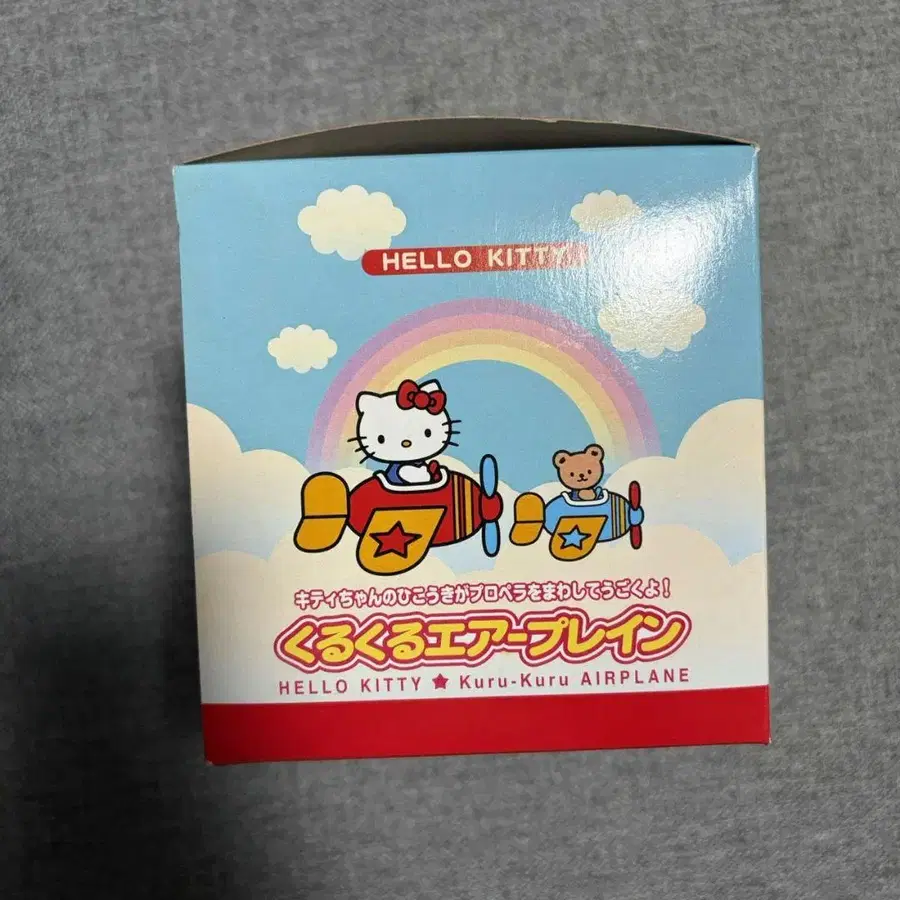 HELLO KITTY
キティちゃんのひこうきがプロペラをまわしてうごくよ!
くるくるエアープレイン
HELLO KITTY ★ Kuru-Kuru AIRPLANE